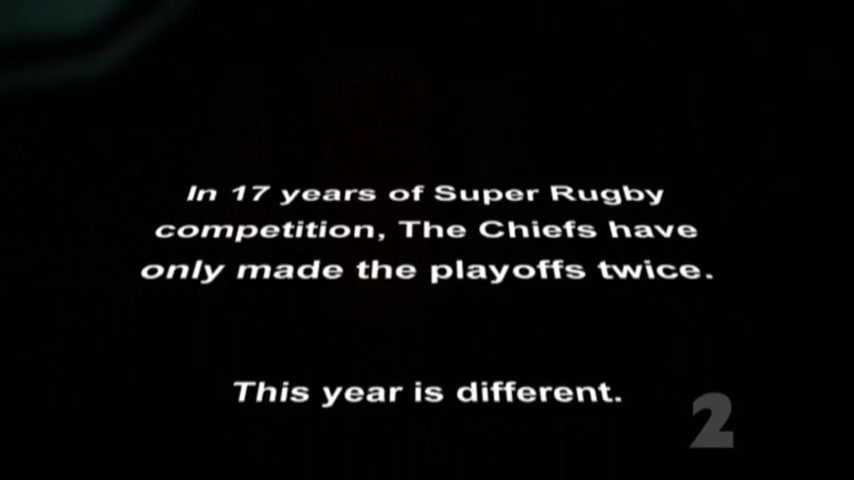 In 17 years of Super Rugby
competition, The Chiefs have
only made the playoffs twice.
This year is different.
2